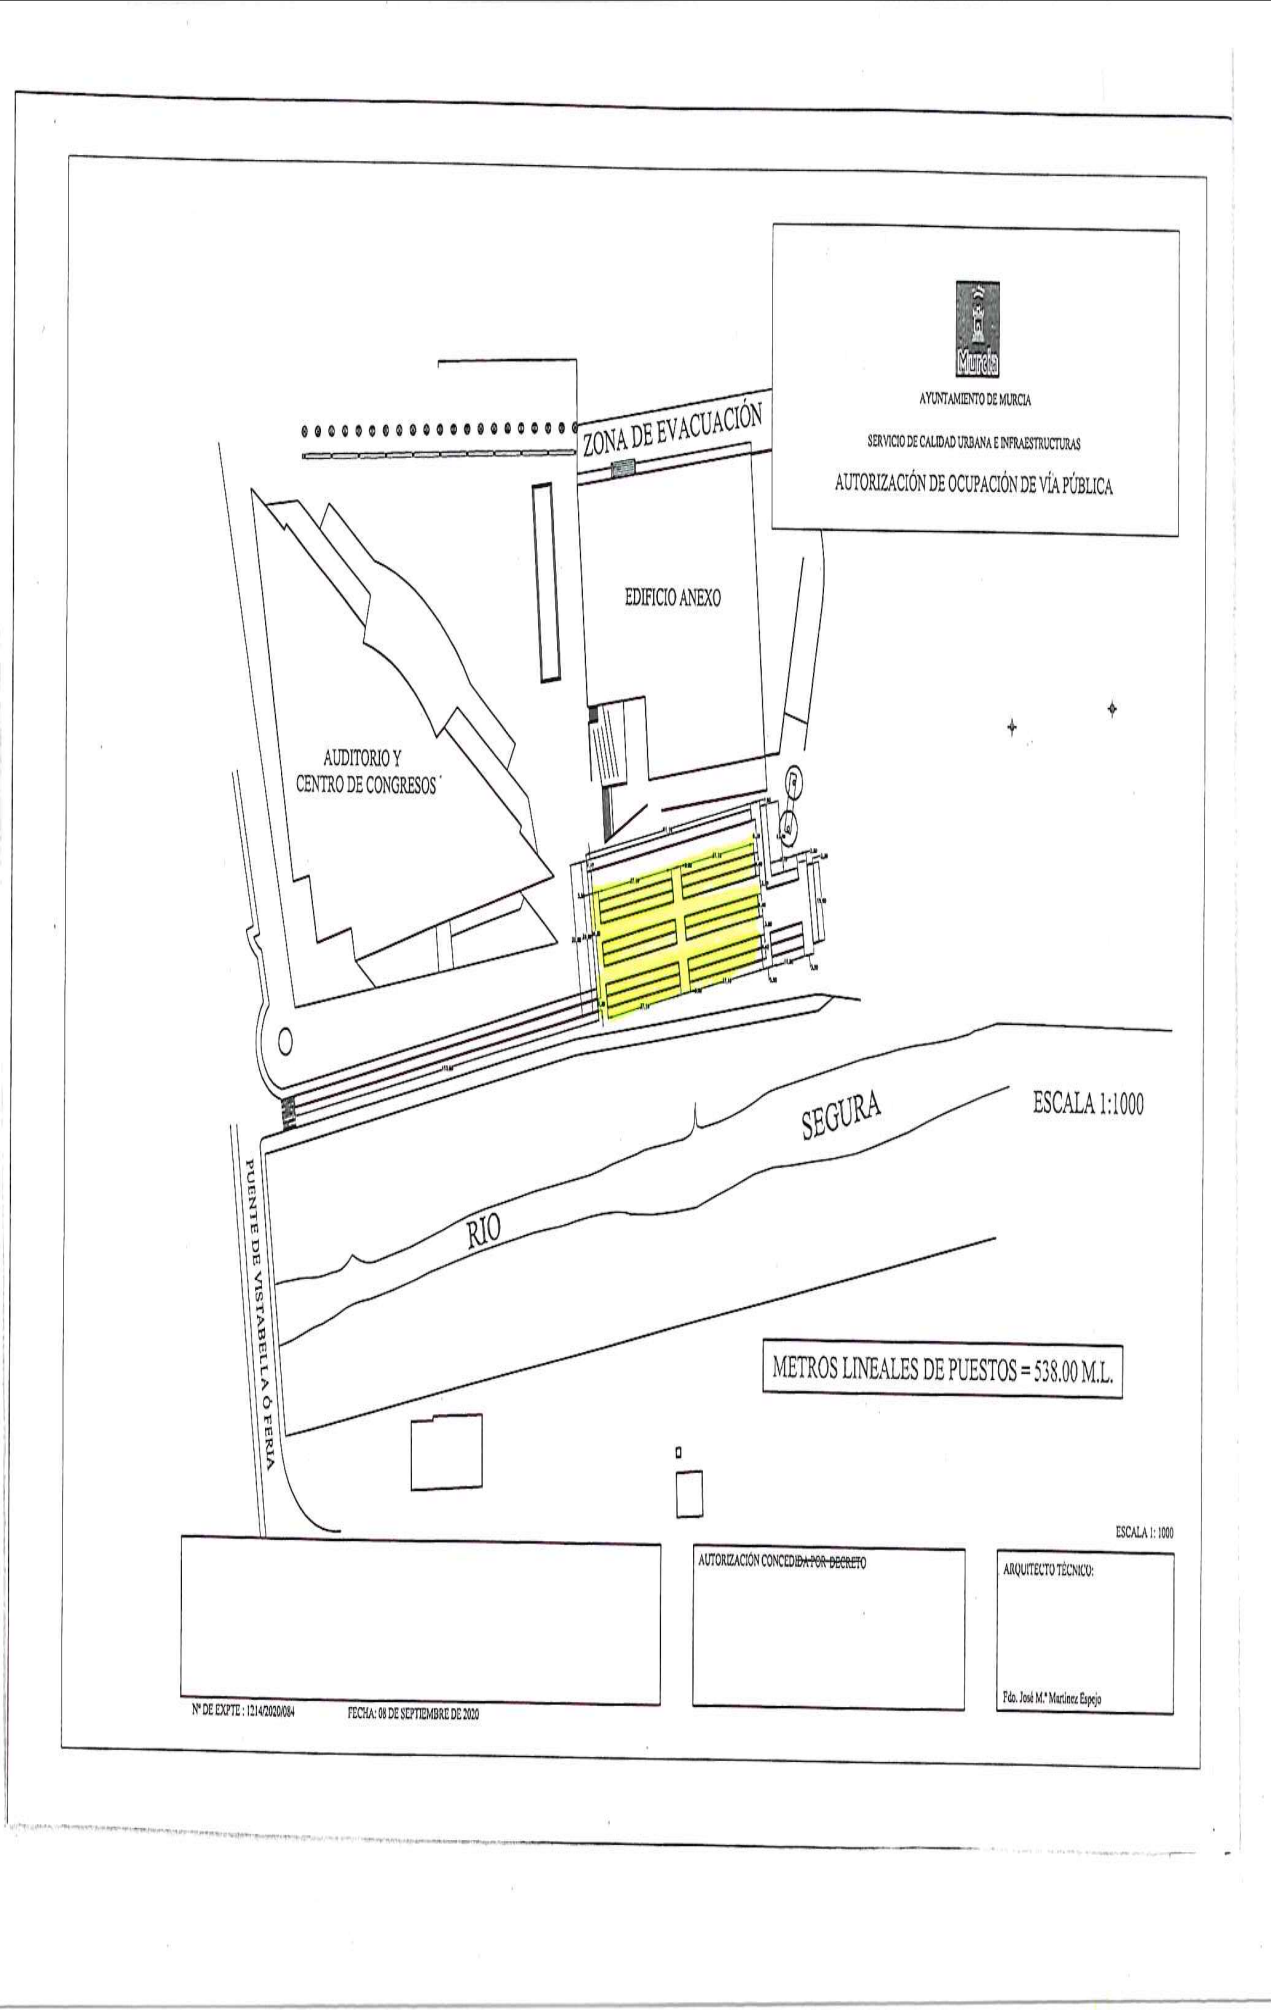 Murcia
AYUNTAMIENTO DE MURCIA
SERVICIO DE CALIDAD URBANA E INFRAESTRUCTURAS
AUTORIZACIÓN DE OCUPACIÓN DE VÍA PÚBLICA
ZONA DE EVACUACIÓN
EDIFICIO ANEXO
AUDITORIO Y
CENTRO DE CONGRESOS
SEGURA
ESCALA 1:1000
RIO
PUENTE DE VISTABELLA Ó FERIA
METROS LINEALES DE PUESTOS = 538.00 M.L.
ESCALA 1: 1000
AUTORIZACIÓN CONCEDIDA POR DECRETO
ARQUITECTO TÉCNICO:
Fdo. José M.ª Martínez Espejo
Nº DE EXPTE : 1214/2020/084
FECHA: 08 DE SEPTIEMBRE DE 2020